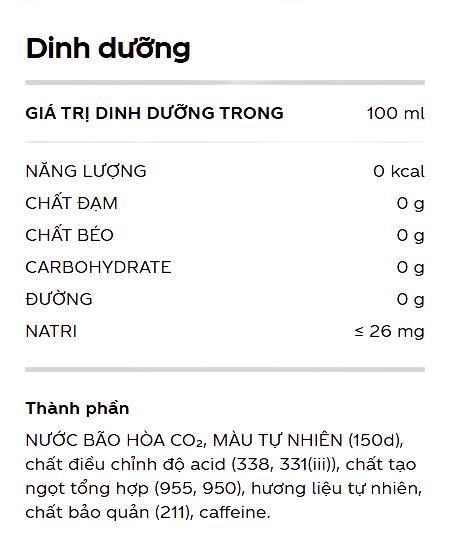 Dinh dưỡng
GIÁ TRỊ DINH DƯỠNG TRONG 100 ml
NĂNG LƯỢNG 0 kcal
CHẤT ĐẠM 0 g
CHẤT BÉO 0 g
CARBOHYDRATE 0 g
ĐƯỜNG 0 g
NATRI ≤ 26 mg
Thành phần
NƯỚC BÃO HÒA CO₂, MÀU TỰ NHIÊN (150d),
chất điều chỉnh độ acid (338, 331(iii)), chất tạo
ngọt tổng hợp (955, 950), hương liệu tự nhiên,
chất bảo quản (211), caffeine.